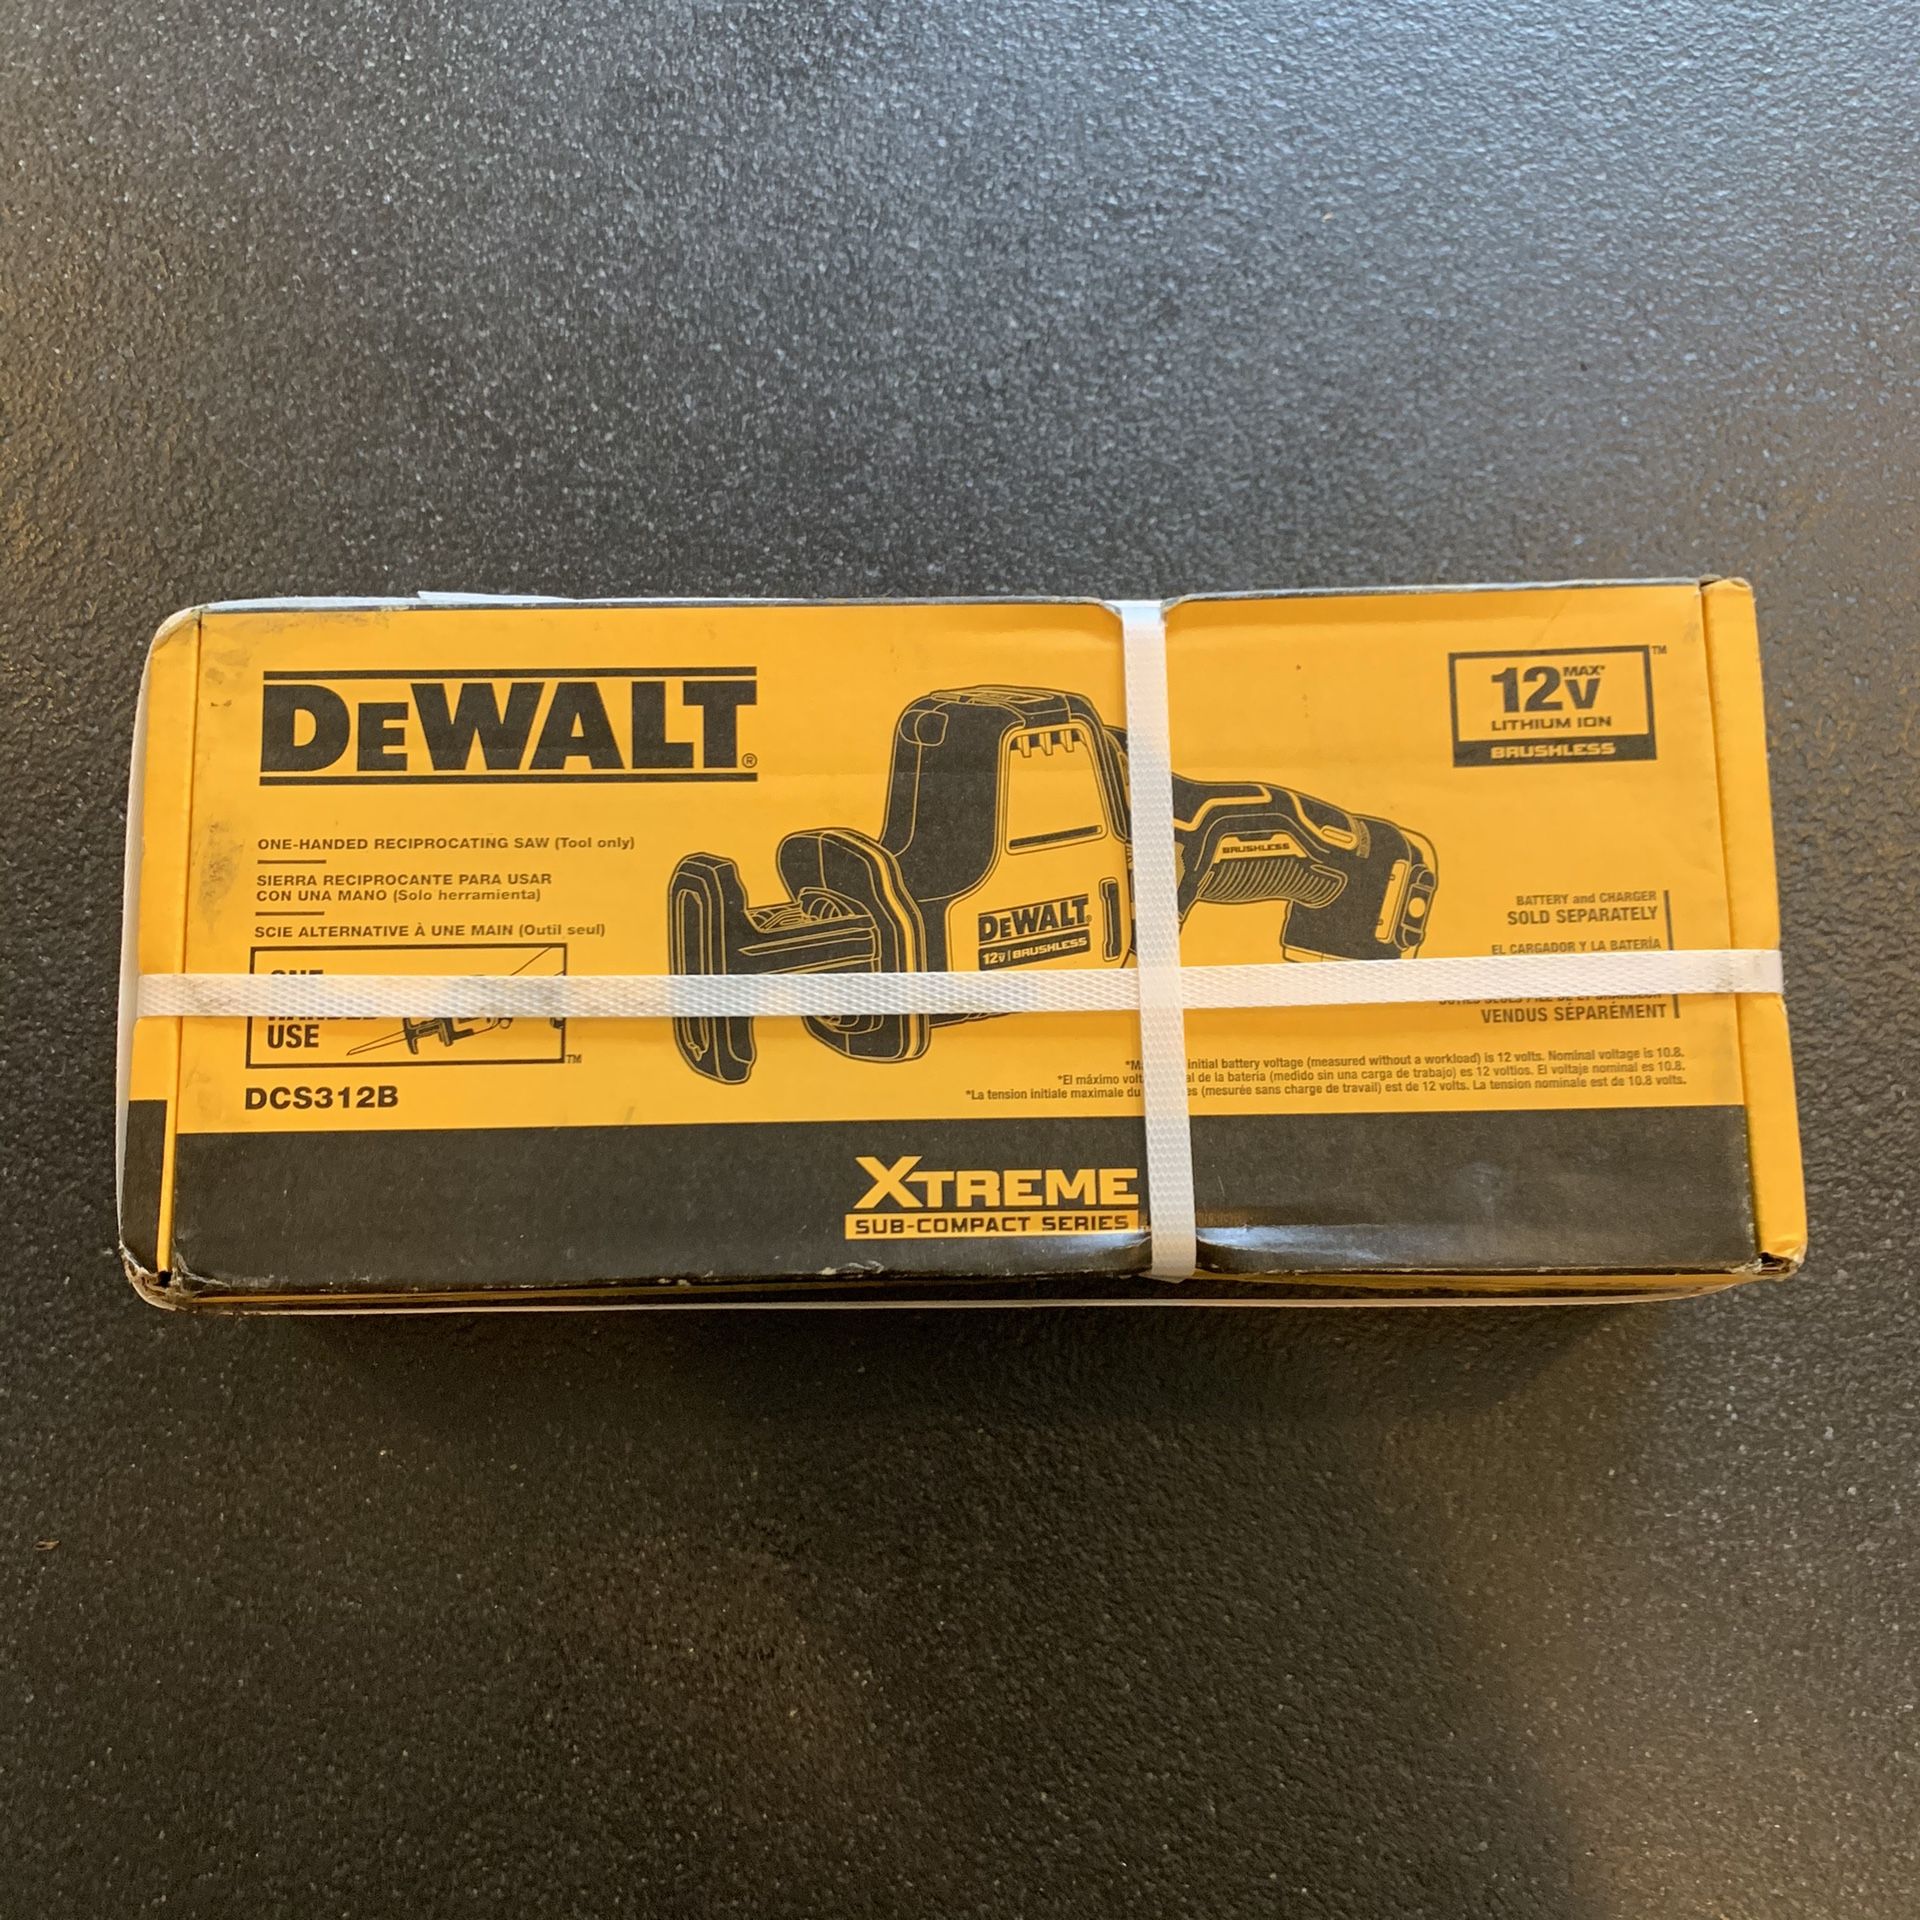 DEWALT®
ONE-HANDED RECIPROCATING SAW (Tool only)
SIERRA RECIPROCANTE PARA USAR
CON UNA MANO (Solo herramienta)
SCIE ALTERNATIVE À UNE MAIN (Outil seul)
USE
TM
DCS312B
DEWALT
12V | BRUSHLESS
BRUSHLESS
12V MAX*
TM
LITHIUM ION
BRUSHLESS
BATTERY and CHARGER
SOLD SEPARATELY
EL CARGADOR Y LA BATERÍA
VENDUS SÉPARÉMENT
initial battery voltage (measured without a workload) is 12 volts. Nominal voltage is 10.8.
*El máximo de la batería (medido sin una carga de trabajo) es 12 voltios. El voltaje nominal es 10.8.
*La tension initiale maximale du (mesurée sans charge de travail) est de 12 volts. La tension nominale est de 10.8 volts.
XTREME
SUB-COMPACT SERIES